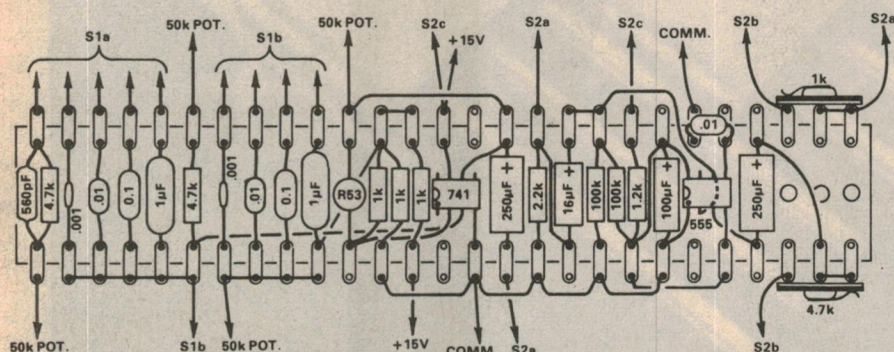 S1a
50k POT.
S1b
50k POT.
S2c
+15V
S2a
S2c
COMM.
S2b
S2a
1k
.01
560pF
4.7k
.001
.01
0.1
1µF
4.7k
.001
.01
0.1
1µF
R53
1k
1k
1k
741
250µF +
2.2k
16µF +
100k
100k
1.2k
100µF +
555
250µF +
4.7k
50k POT.
S1b
50k POT.
+15V
COMM.
S2a
S2b